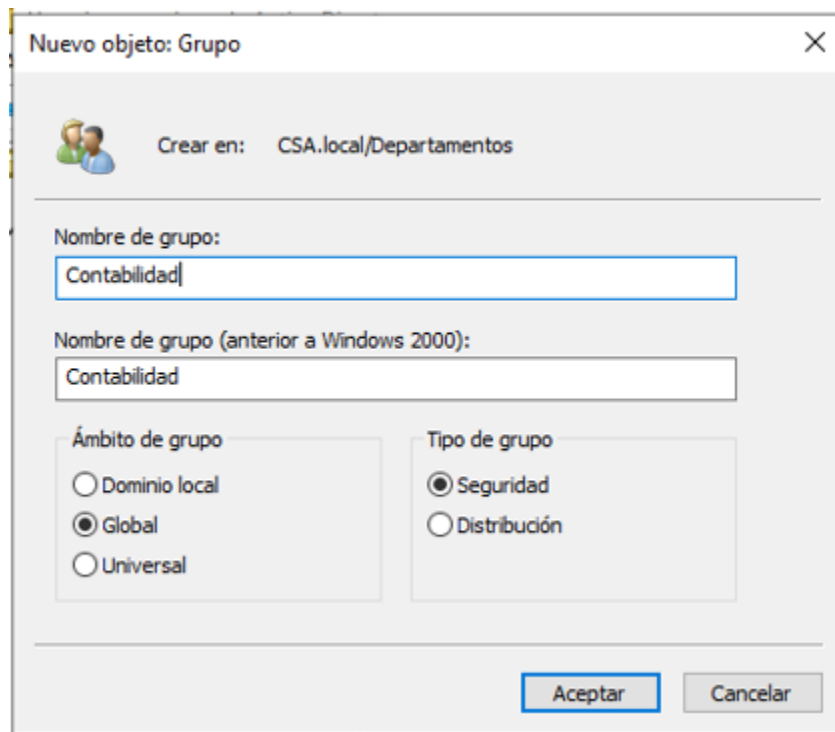 Nuevo objeto: Grupo
Crear en: CSA.local/Departamentos
Nombre de grupo:
Contabilidad
Nombre de grupo (anterior a Windows 2000):
Contabilidad
Ámbito de grupo
Dominio local
Global
Universal
Tipo de grupo
Seguridad
Distribución
Aceptar Cancelar